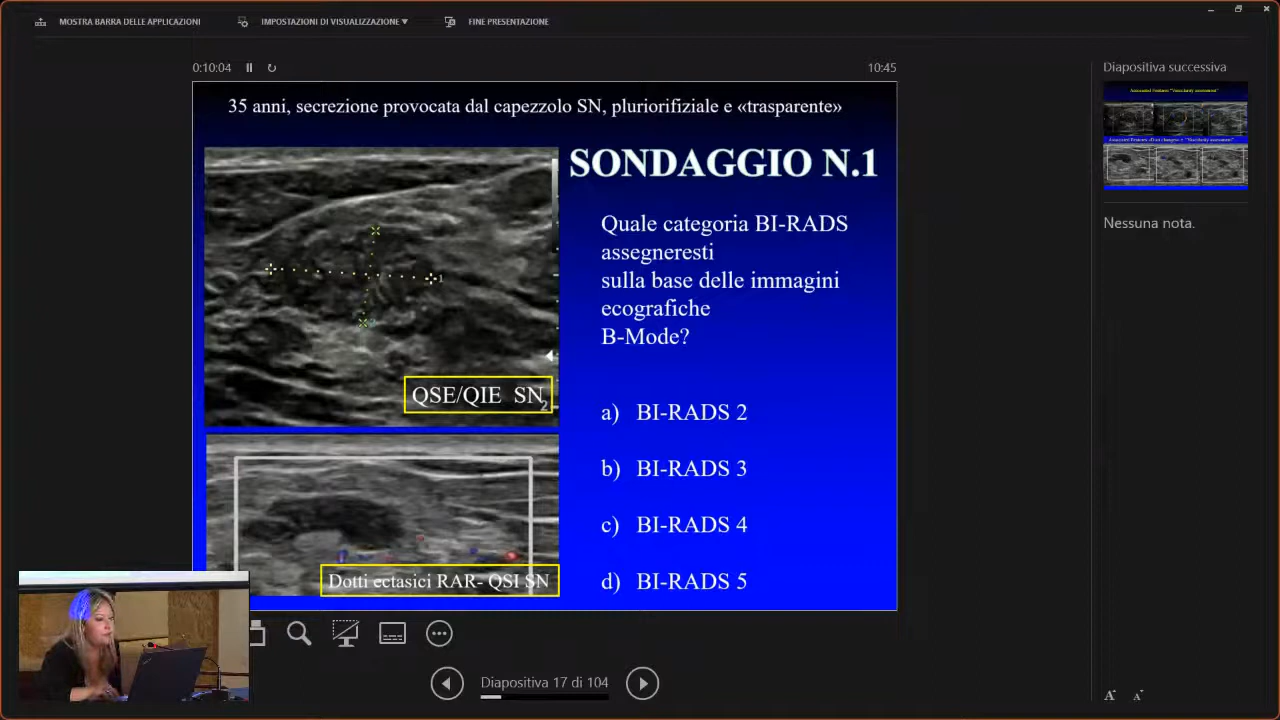 MOSTRA BARRA DELLE APPLICAZIONI
IMPOSTAZIONI DI VISUALIZZAZIONE ▼
FINE PRESENTAZIONE
0:10:04
10:45
Diapositiva successiva
35 anni, secrezione provocata dal capezzolo SN, pluriorifiziale e «trasparente»
SONDAGGIO N.1
Quale categoria BI-RADS
assegneresti
sulla base delle immagini
ecografiche
B-Mode?
a) BI-RADS 2
b) BI-RADS 3
c) BI-RADS 4
d) BI-RADS 5
1
QSE/QIE SN
2
Dotti ectasici RAR- QSI SN
Nessuna nota.
Diapositiva 17 di 104
A A